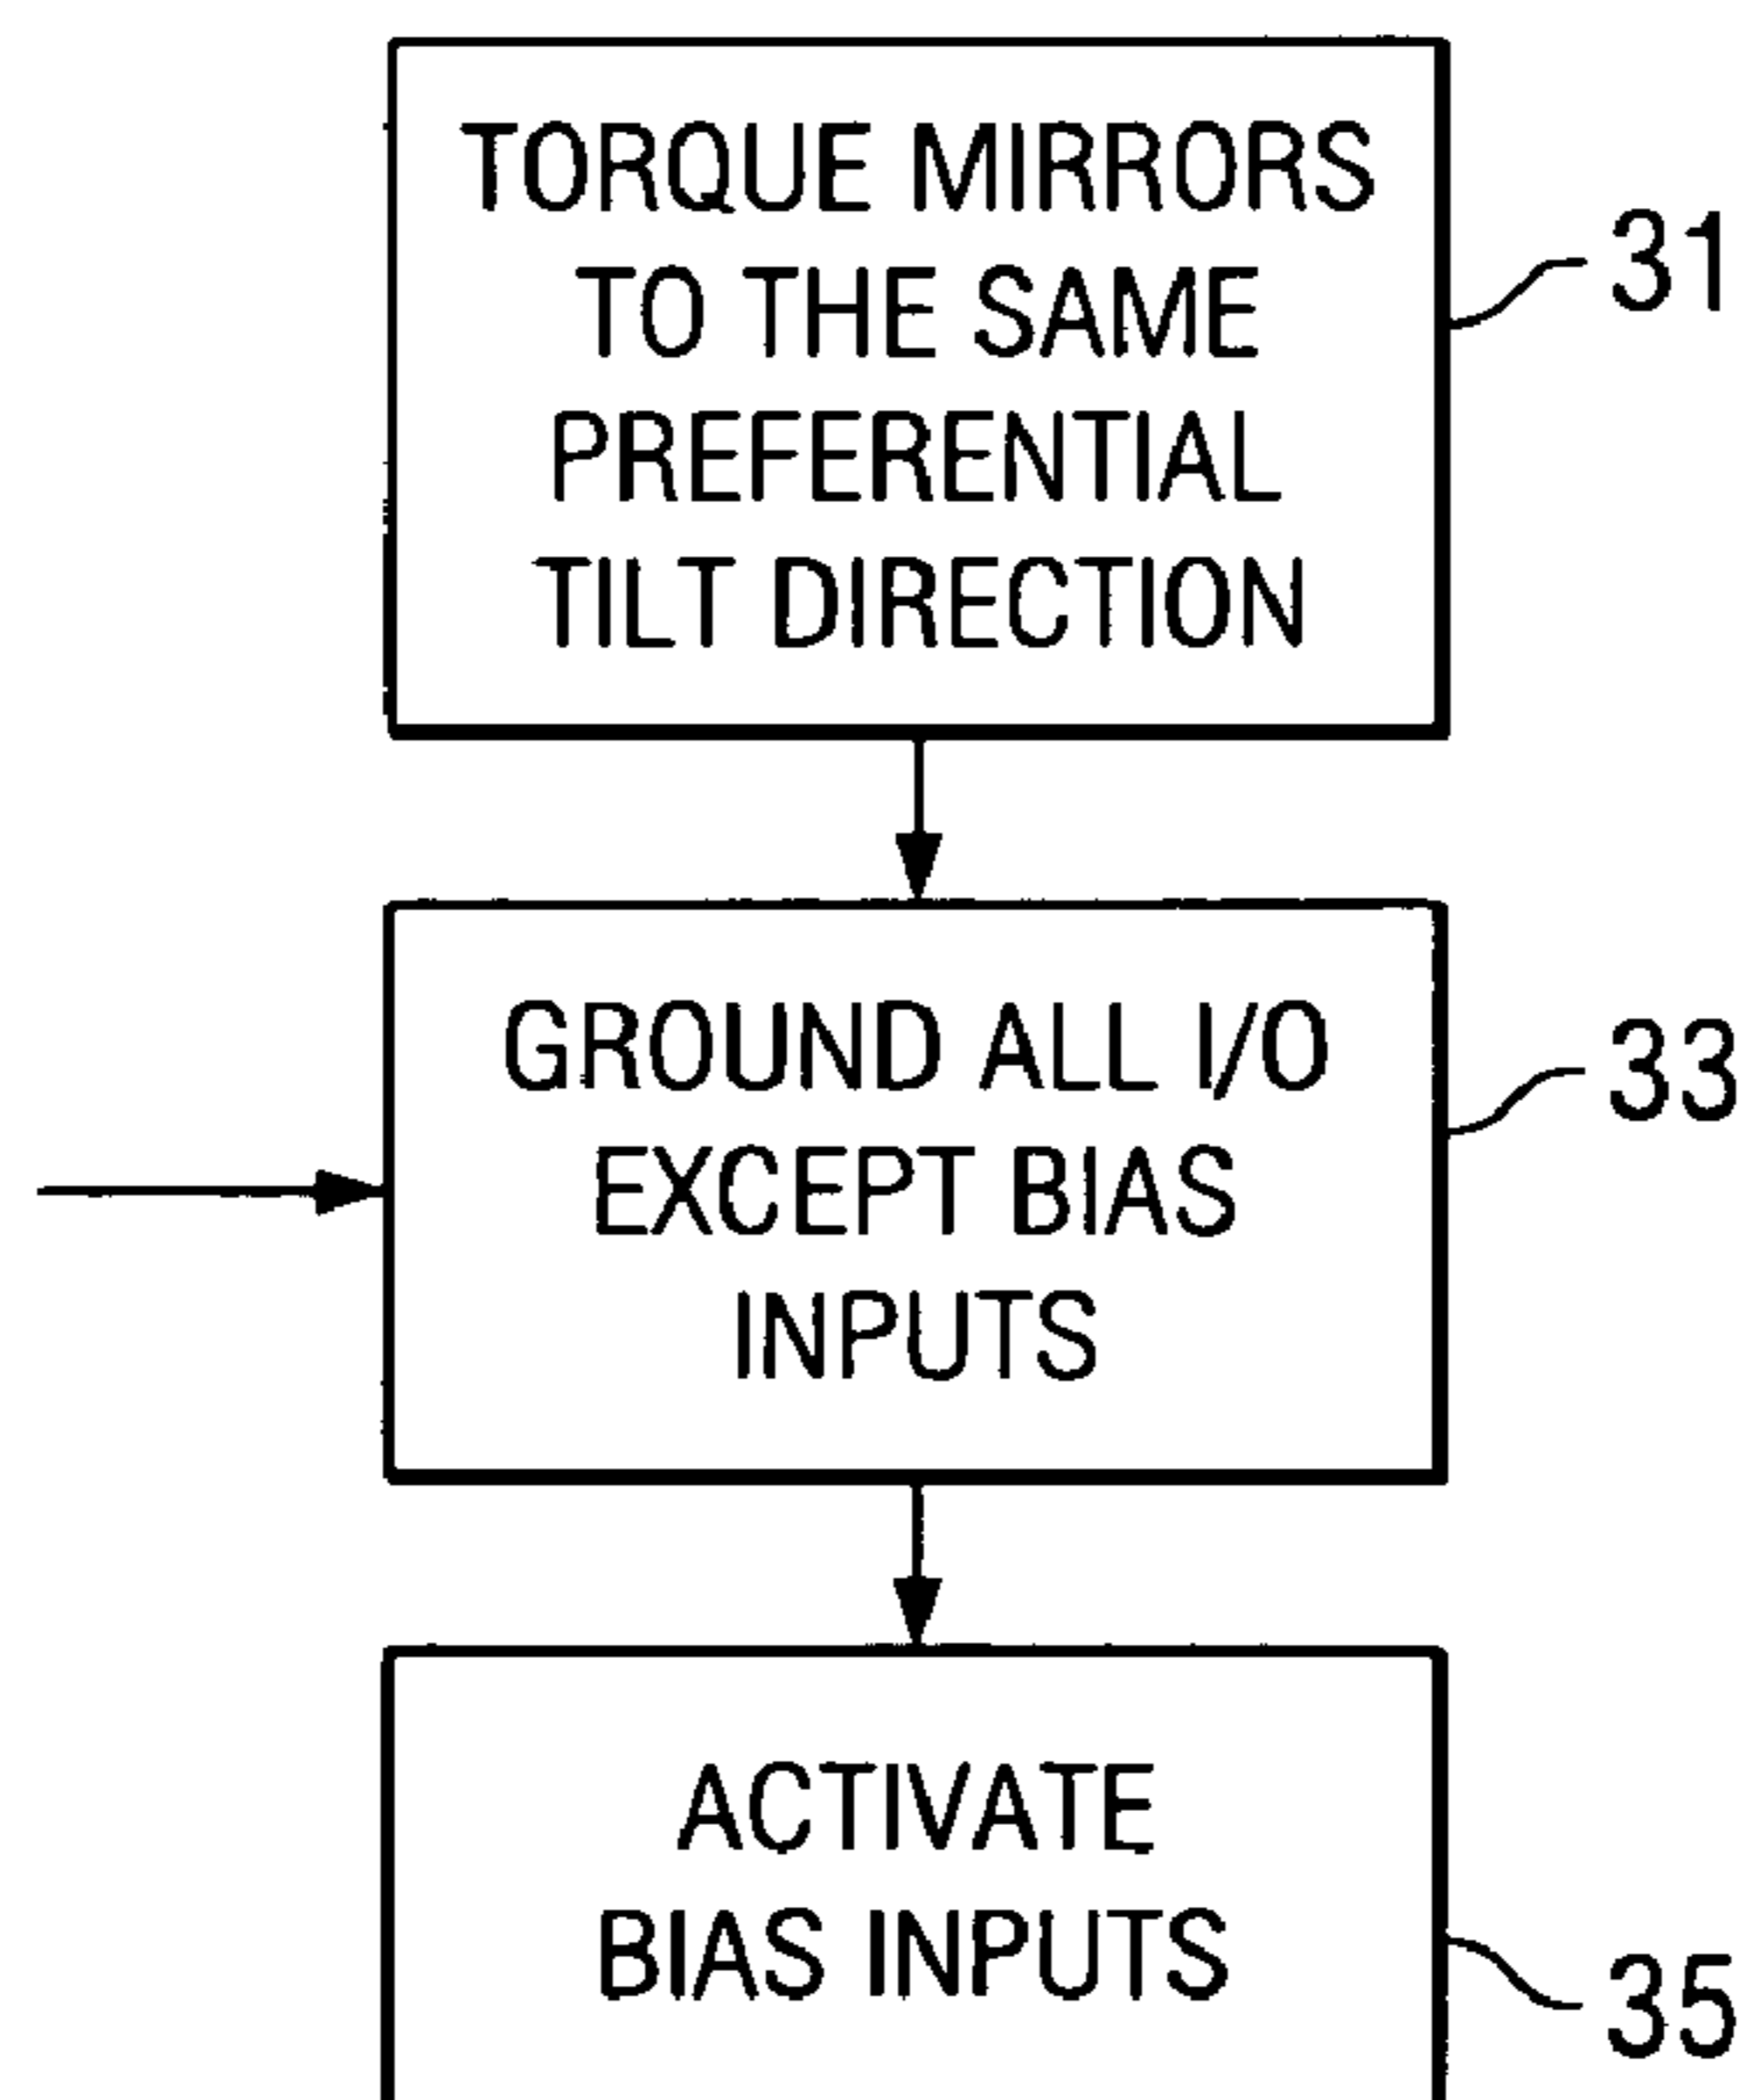 TORQUE MIRRORS
TO THE SAME
PREFERENTIAL
TILT DIRECTION
31
GROUND ALL I/O
EXCEPT BIAS
INPUTS
33
ACTIVATE
BIAS INPUTS
35